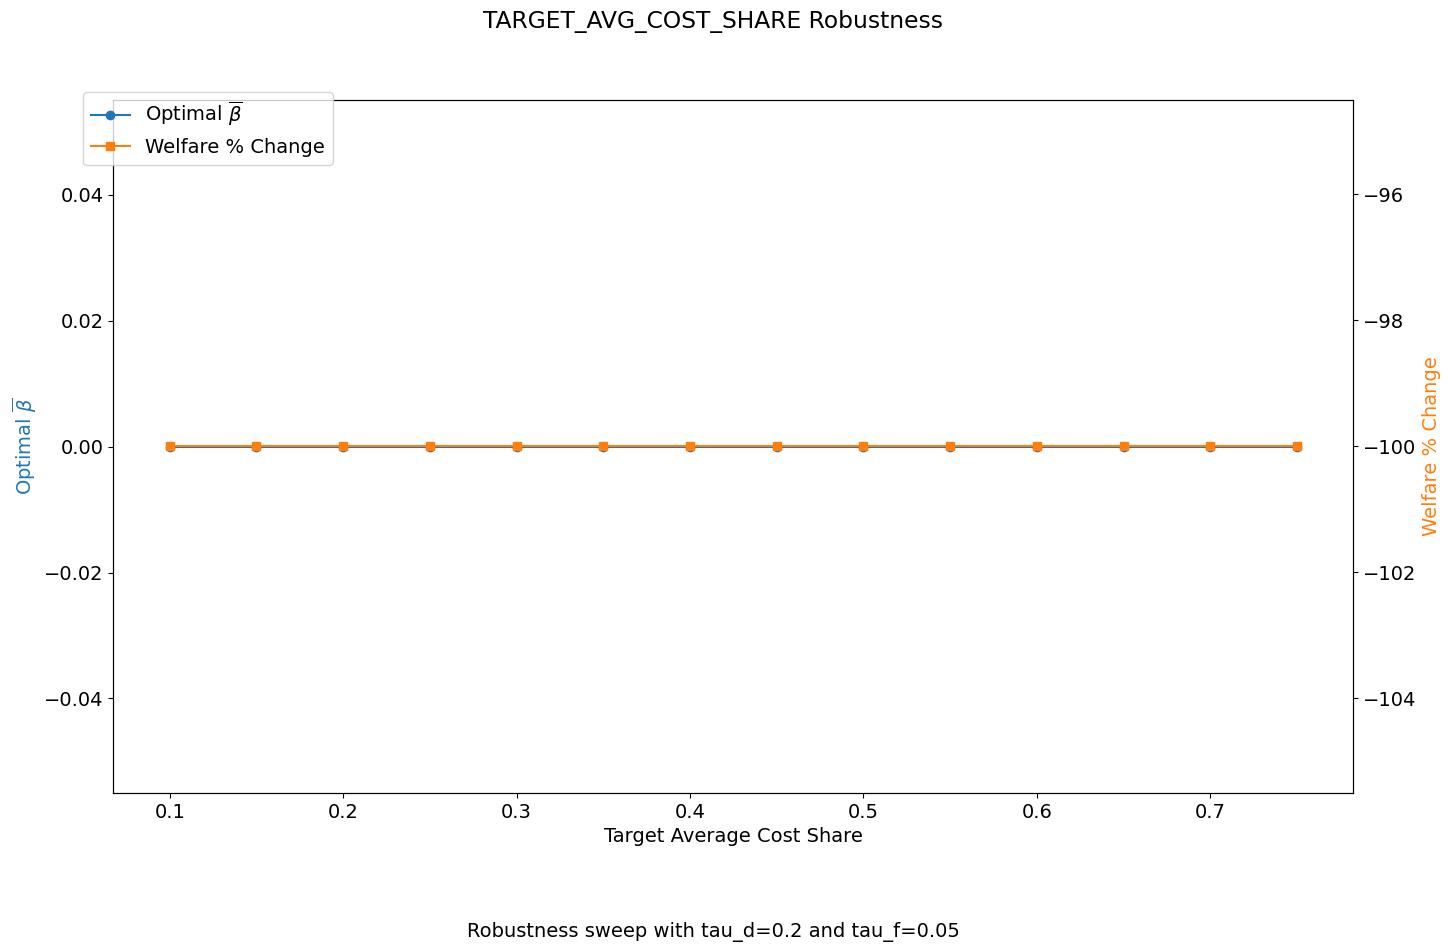 TARGET_AVG_COST_SHARE Robustness
Optimal β̅
Welfare % Change
0.04
0.02
0.00
−0.02
−0.04
Optimal β̅
−96
−98
−100
−102
−104
Welfare % Change
0.1 0.2 0.3 0.4 0.5 0.6 0.7
Target Average Cost Share
Robustness sweep with tau_d=0.2 and tau_f=0.05